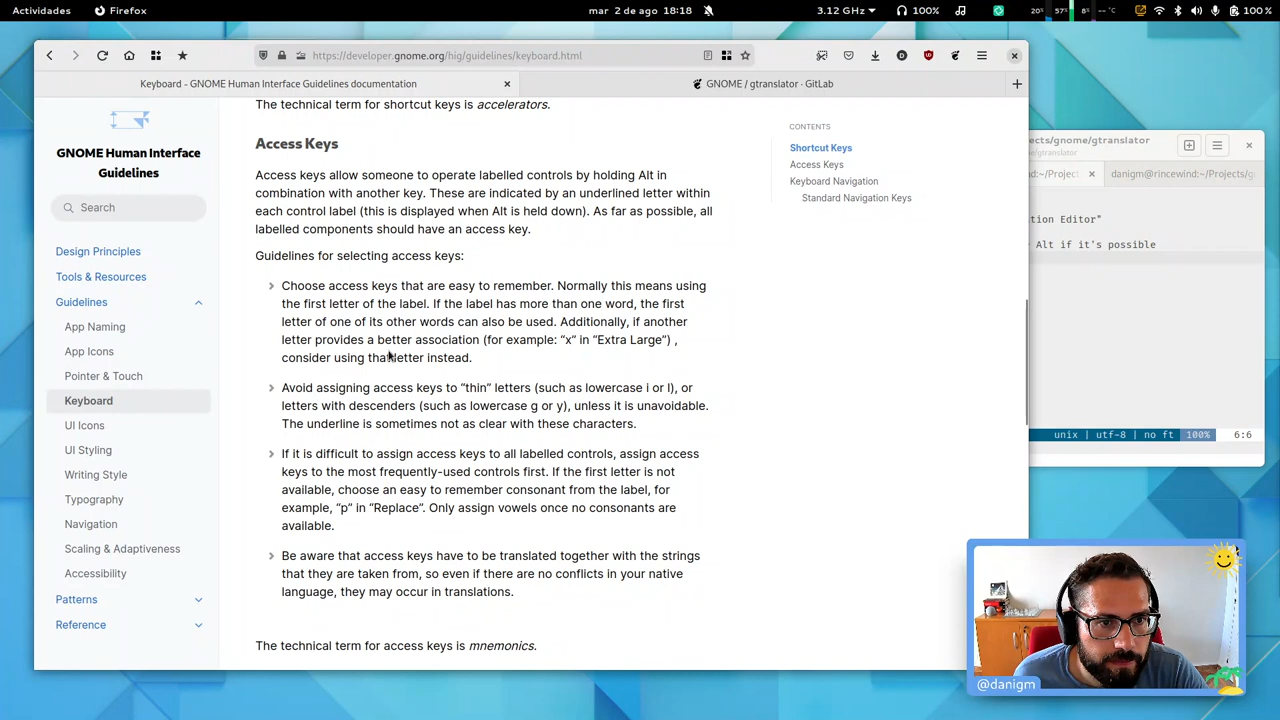 Actividades
Firefox
mar 2 de ago 18:18
3.12 GHz
100%
20%
57%
8%
-- °C
100 %
https://developer.gnome.org/hig/guidelines/keyboard.html
Keyboard - GNOME Human Interface Guidelines documentation
GNOME / gtranslator · GitLab
GNOME Human Interface
Guidelines
Search
Design Principles
Tools & Resources
Guidelines
App Naming
App Icons
Pointer & Touch
Keyboard
UI Icons
UI Styling
Writing Style
Typography
Navigation
Scaling & Adaptiveness
Accessibility
Patterns
Reference
The technical term for shortcut keys is accelerators.
Access Keys
Access keys allow someone to operate labelled controls by holding Alt in
combination with another key. These are indicated by an underlined letter within
each control label (this is displayed when Alt is held down). As far as possible, all
labelled components should have an access key.
Guidelines for selecting access keys:
Choose access keys that are easy to remember. Normally this means using
the first letter of the label. If the label has more than one word, the first
letter of one of its other words can also be used. Additionally, if another
letter provides a better association (for example: “x” in “Extra Large”) ,
consider using that letter instead.
Avoid assigning access keys to “thin” letters (such as lowercase i or l), or
letters with descenders (such as lowercase g or y), unless it is unavoidable.
The underline is sometimes not as clear with these characters.
If it is difficult to assign access keys to all labelled controls, assign access
keys to the most frequently-used controls first. If the first letter is not
available, choose an easy to remember consonant from the label, for
example, “p” in “Replace”. Only assign vowels once no consonants are
available.
Be aware that access keys have to be translated together with the strings
that they are taken from, so even if there are no conflicts in your native
language, they may occur in translations.
The technical term for access keys is mnemonics.
CONTENTS
Shortcut Keys
Access Keys
Keyboard Navigation
Standard Navigation Keys
jects/gnome/gtranslator
nome/gtranslator
nd:~/Project
danigm@rincewind:~/Projects/g
tion Editor"
Alt if it's possible
unix | utf-8 | no ft 100% 6:6
@danigm